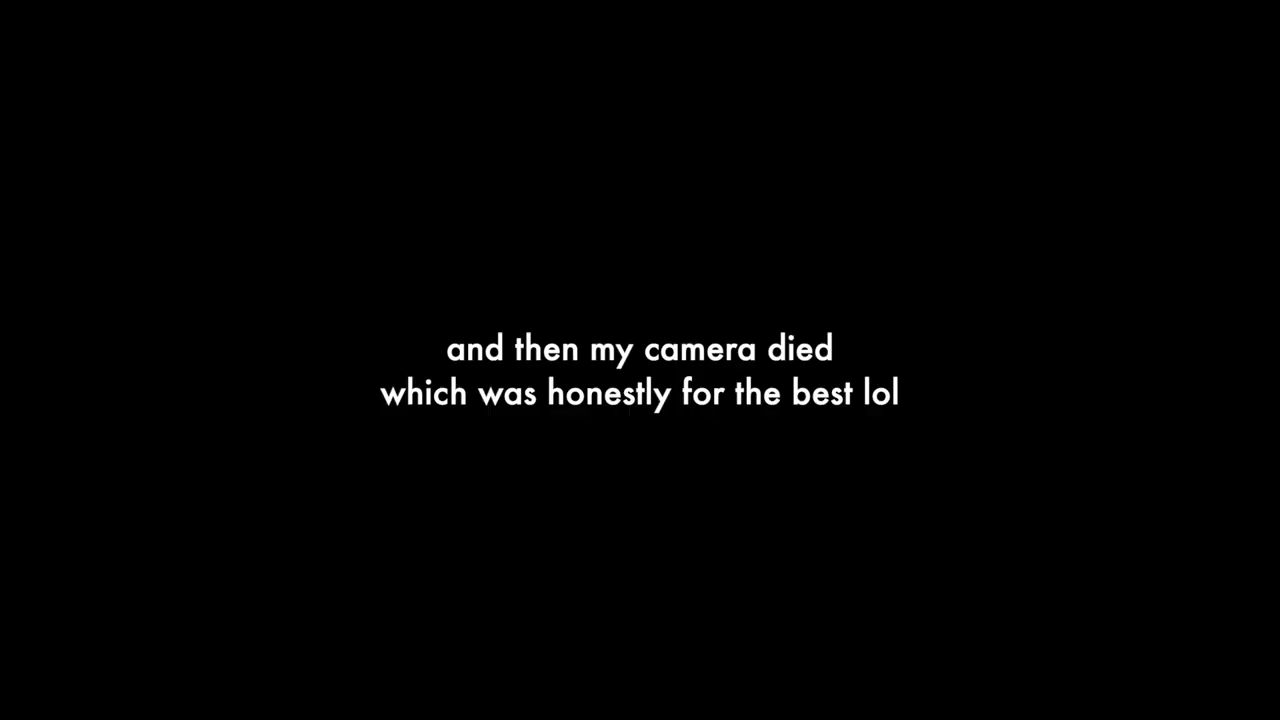 and then my camera died
which was honestly for the best lol